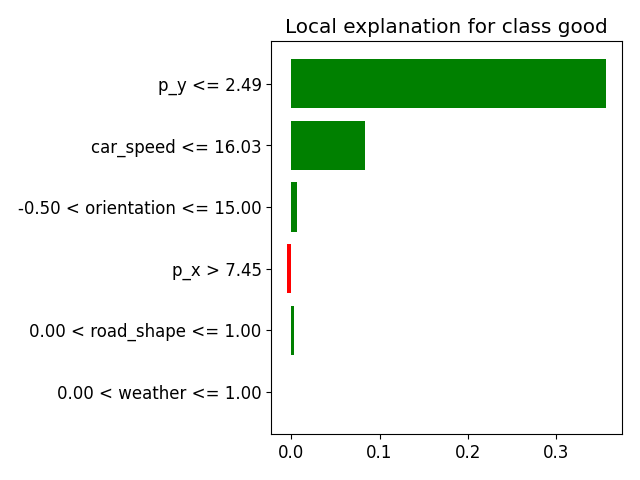 Local explanation for class good
p_y <= 2.49
car_speed <= 16.03
-0.50 < orientation <= 15.00
p_x > 7.45
0.00 < road_shape <= 1.00
0.00 < weather <= 1.00
0.0 0.1 0.2 0.3